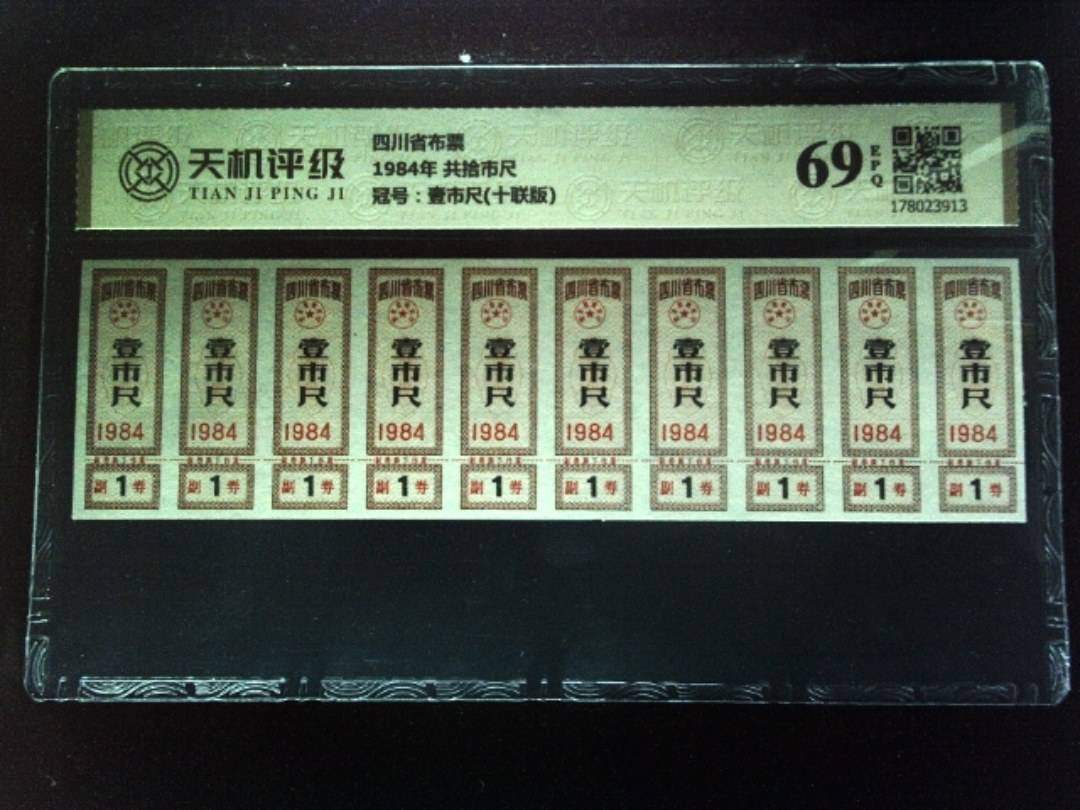 天机评级
TIAN JI PING JI
四川省布票
1984年 共拾市尺
冠号：壹市尺(十联版)
69
EPQ
178023913
四川省布票 四川省布票 四川省布票 四川省布票 四川省布票 四川省布票 四川省布票 四川省布票 四川省布票 四川省布票
壹市尺 壹市尺 壹市尺 壹市尺 壹市尺 壹市尺 壹市尺 壹市尺 壹市尺 壹市尺
1984 1984 1984 1984 1984 1984 1984 1984 1984 1984
副1券 副1券 副1券 副1券 副1券 副1券 副1券 副1券 副1券 副1券